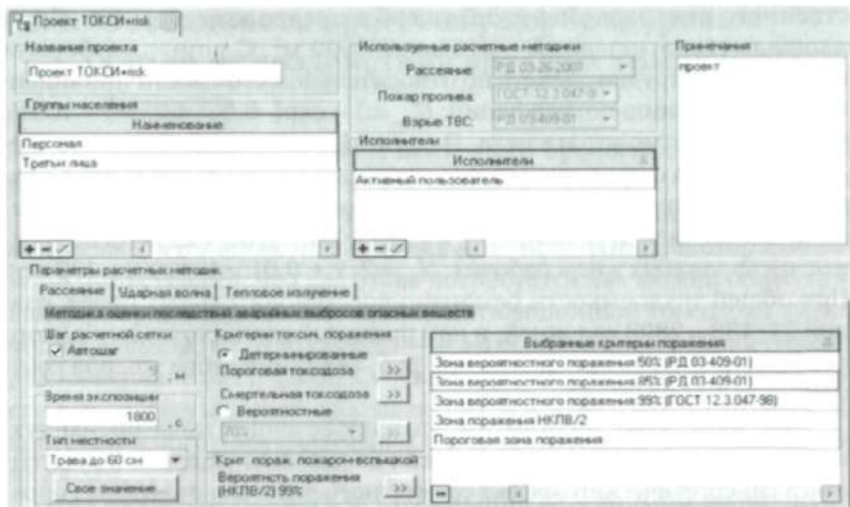 Проект ТОКСИ+risk
Название проекта
Проект ТОКСИ+risk
Группы населения
Наименование
Персонал
Третьи лица
Используемые расчетные методики
Рассеяние: РД 03-26-2007
Пожар пролива: ГОСТ 12.3.047-9
Взрыв ТВС: РД 03-409-01
Исполнители
Исполнители
Активный пользователь
Примечания
проект
Параметры расчетных методик
Рассеяние Ударная волна Тепловое излучение
Методика оценки последствий аварийных выбросов опасных веществ
Шаг расчетной сетки
Автошаг
, м
Время экспозиции
1800 , с
Тип местности
Трава до 60 см
Свое значение
Критерии токсич. поражения
Детерминированные
Пороговая токсодоза >>
Смертельная токсодоза >>
Вероятностные
Крит. пораж. пожаром-вспышкой
Вероятнсть поражения
(НКПВ/2) 99% >>
Выбранные критерии поражения
Зона вероятностного поражения 50% (РД 03-409-01)
Зона вероятностного поражения 85% (РД 03-409-01)
Зона вероятностного поражения 99% (ГОСТ 12.3.047-98)
Зона поражения НКПВ/2
Пороговая зона поражения